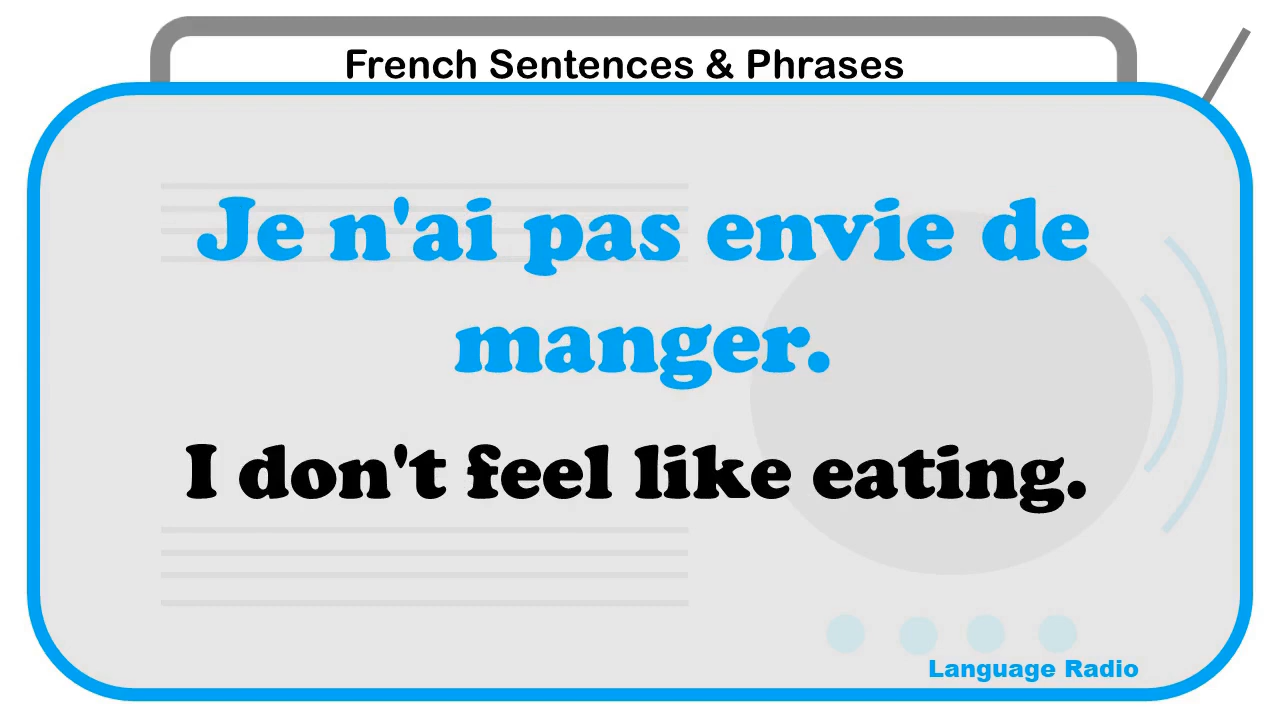 French Sentences & Phrases
Je n'ai pas envie de
manger.
I don't feel like eating.
Language Radio